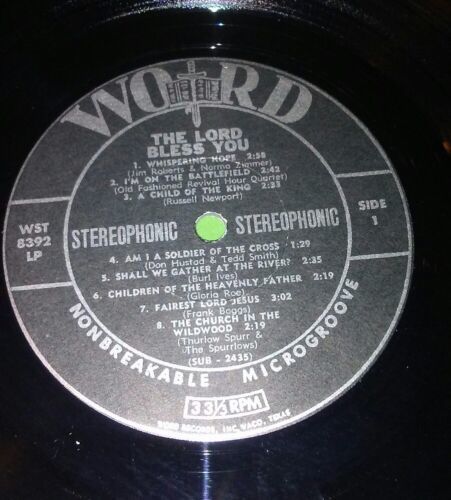 WORD
THE LORD
BLESS YOU
1. WHISPERING HOPE 2:58
(Jim Roberts & Norma Zimmer)
2. I'M ON THE BATTLEFIELD 2:42
(Old Fashioned Revival Hour Quartet)
3. A CHILD OF THE KING 2:33
(Russell Newport)
WST
8392
LP
STEREOPHONIC
STEREOPHONIC
SIDE
1
4. AM I A SOLDIER OF THE CROSS 1:29
(Don Hustad & Tedd Smith)
5. SHALL WE GATHER AT THE RIVER?
(Burl Ives)
6. CHILDREN OF THE HEAVENLY FATHER 2:19
(Gloria Roe)
7. FAIREST LORD JESUS 3:02
(Frank Boggs)
8. THE CHURCH IN THE
WILDWOOD 2:19
(Thurlow Spurr &
The Spurrlows)
(SUB - 2435)
NONBREAKABLE MICROGROOVE
33⅓ RPM
WORD RECORDS, INC. WACO, TEXAS